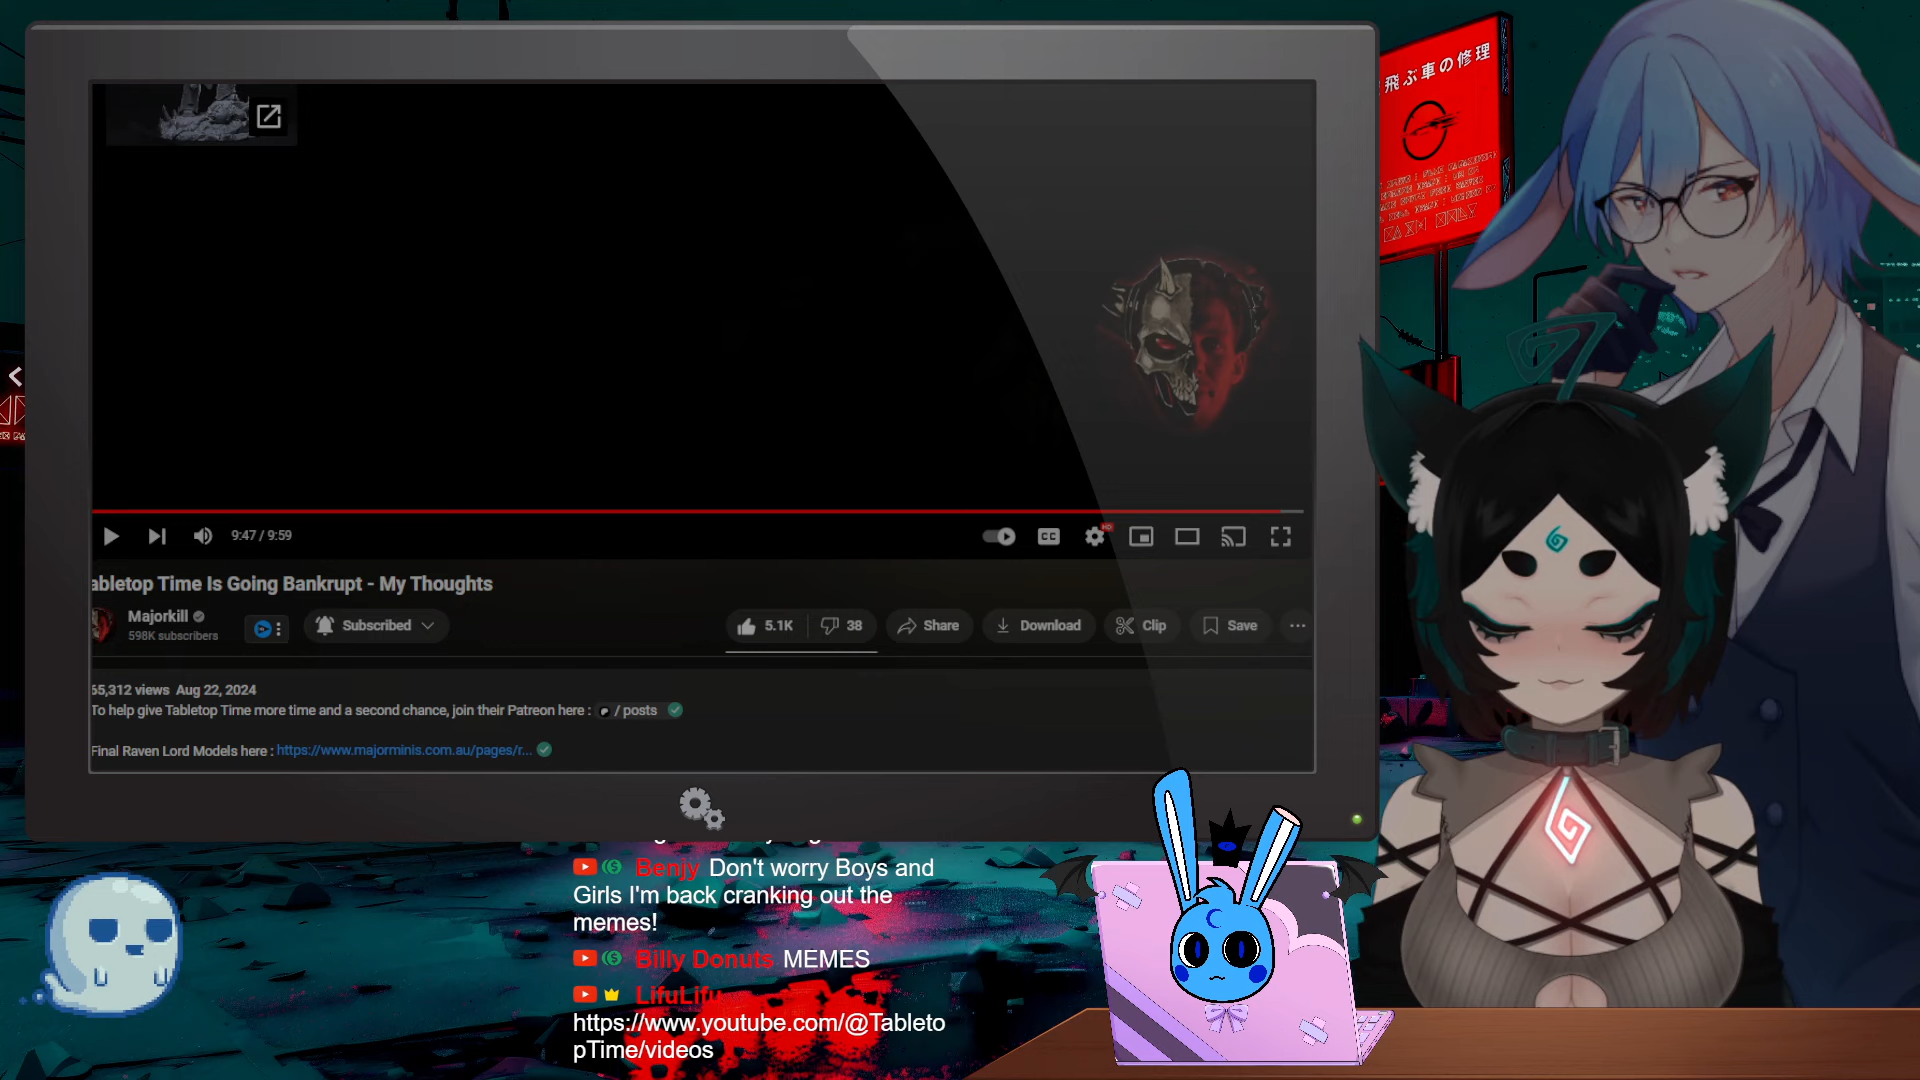 飛ぶ車の修理
9:47 / 9:59
CC
HD
abletop Time Is Going Bankrupt - My Thoughts
Majorkill
598K subscribers
Subscribed
5.1K
38
Share
Download
Clip
Save
65,312 views Aug 22, 2024
To help give Tabletop Time more time and a second chance, join their Patreon here : / posts
Final Raven Lord Models here : https://www.majorminis.com.au/pages/r...
Benjy Don't worry Boys and
Girls I'm back cranking out the
memes!
Billy Donuts MEMES
LifuLifu
https://www.youtube.com/@Tableto
pTime/videos